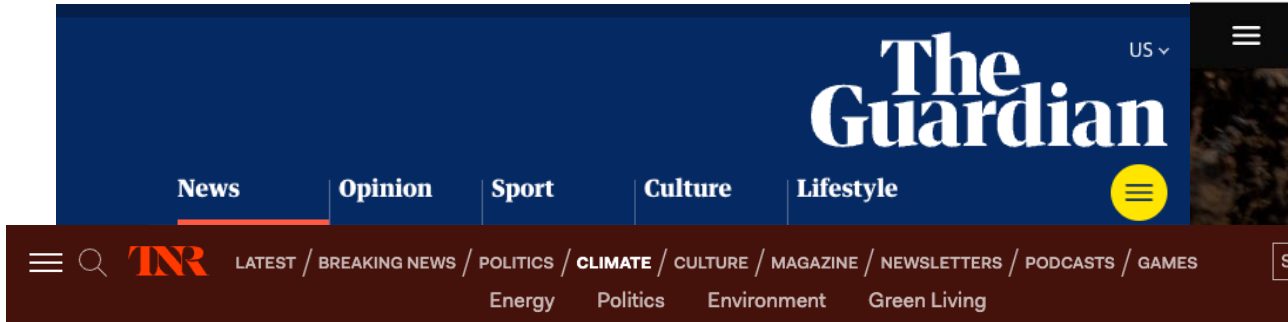 US
The
Guardian
News Opinion Sport Culture Lifestyle
TNR LATEST / BREAKING NEWS / POLITICS / CLIMATE / CULTURE / MAGAZINE / NEWSLETTERS / PODCASTS / GAMES
Energy Politics Environment Green Living